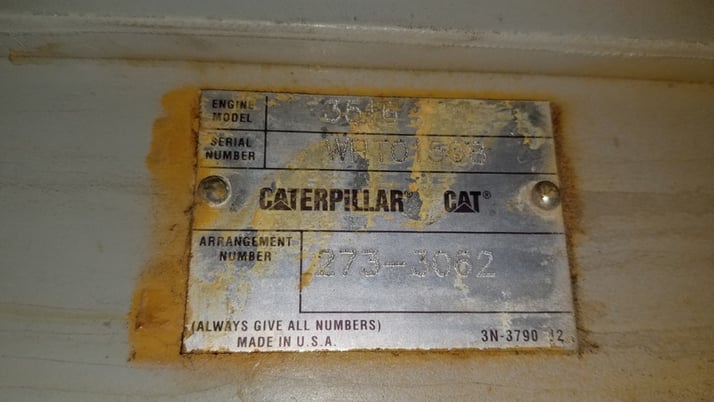 ENGINE MODEL 3616
SERIAL NUMBER
CATERPILLAR® CAT®
ARRANGEMENT NUMBER 273-3062
(ALWAYS GIVE ALL NUMBERS)
MADE IN U.S.A. 3N-3790 12